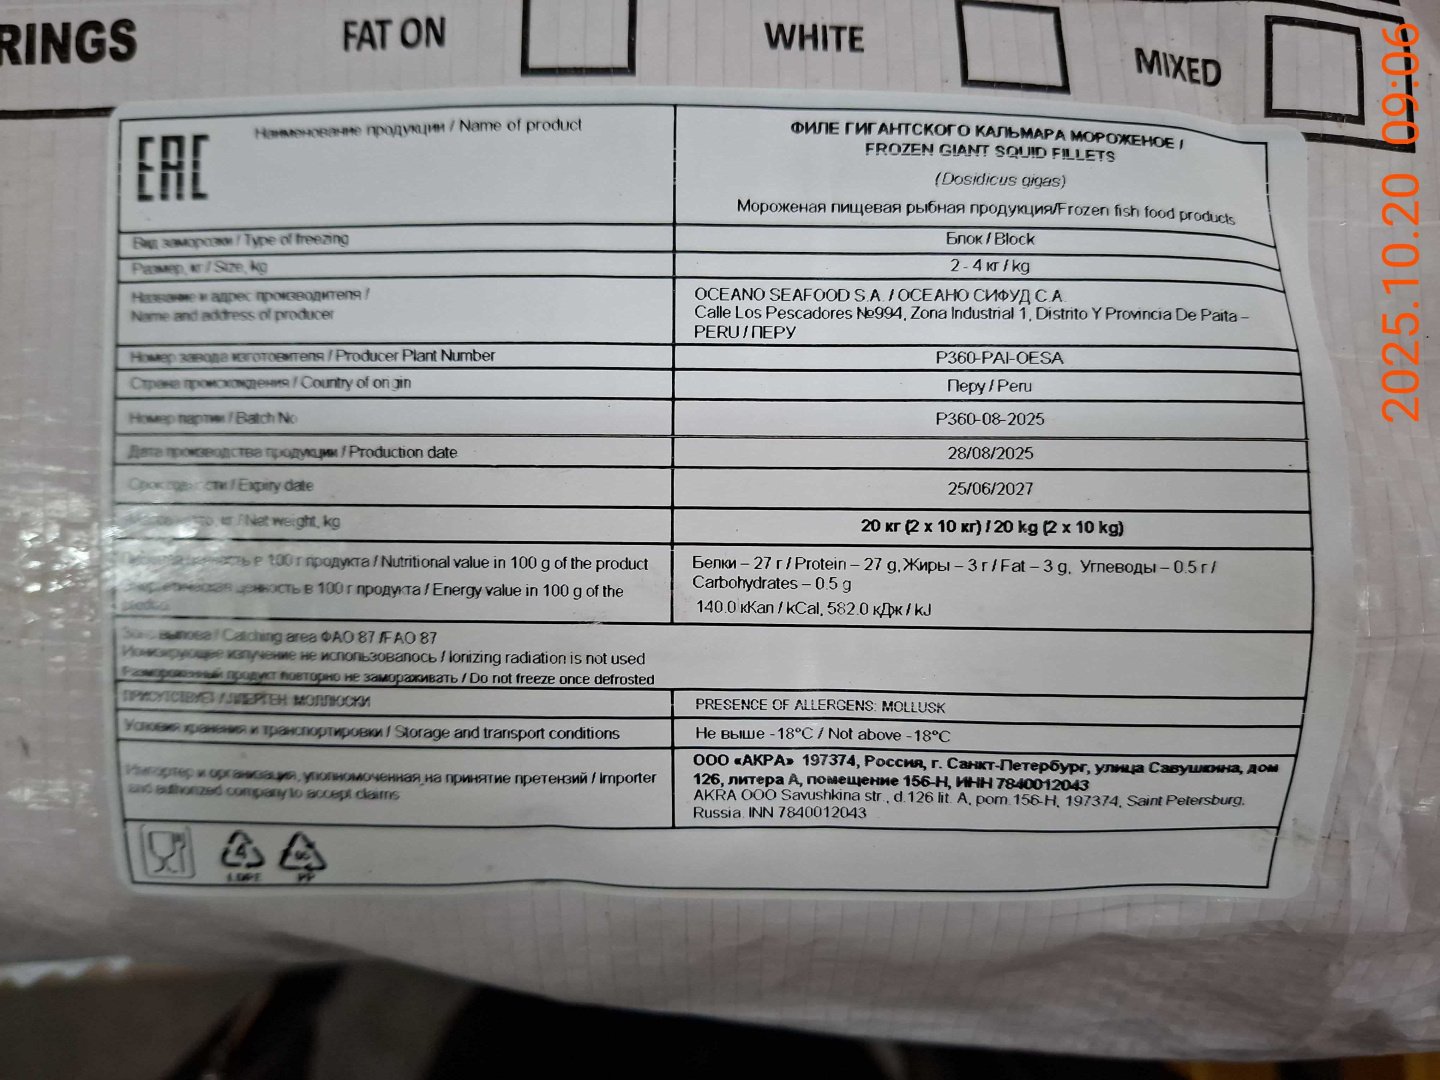 RINGS
FAT ON
WHITE
MIXED
2025.10.20 09:06
EAC
Наименование продукции / Name of product
ФИЛЕ ГИГАНТСКОГО КАЛЬМАРА МОРОЖЕНОЕ /
FROZEN GIANT SQUID FILLETS
(Dosidicus gigas)
Мороженая пищевая рыбная продукция/Frozen fish food products
Вид заморозки / Type of freezing
Блок / Block
Размер, кг / Size, kg
2 - 4 кг / kg
Название и адрес производителя /
Name and address of producer
OCEANO SEAFOOD S.A. / ОСЕАНО СИФУД С.А.
Calle Los Pescadores №994, Zona Industrial 1, Distrito Y Provincia De Paita –
PERU / ПЕРУ
Номер завода изготовителя / Producer Plant Number
P360-PAI-OESA
Страна происхождения / Country of origin
Перу / Peru
Номер партии / Batch No
P360-08-2025
Дата производства продукции / Production date
28/08/2025
/ Expiry date
25/06/2027
кг / Net weight, kg
20 кг (2 x 10 кг) / 20 kg (2 x 10 kg)
в 100 г продукта / Nutritional value in 100 g of the product
Белки – 27 г / Protein – 27 g, Жиры – 3 г / Fat – 3 g, Углеводы – 0.5 г /
Carbohydrates – 0.5 g
ценность в 100 г продукта / Energy value in 100 g of the
product
140.0 кКал / kCal, 582.0 кДж / kJ
вылова / Catching area ФАО 87 /FAO 87
Ионизирующее излучение не использовалось / Ionizing radiation is not used
Размороженный продукт повторно не замораживать / Do not freeze once defrosted
ПРИСУТСТВУЕТ АЛЛЕРГЕН: МОЛЛЮСКИ
PRESENCE OF ALLERGENS: MOLLUSK
Условия хранения и транспортировки / Storage and transport conditions
Не выше -18°C / Not above -18°C
Импортер и организация, уполномоченная на принятие претензий / Importer
and authorized company to accept claims
ООО «АКРА» 197374, Россия, г. Санкт-Петербург, улица Савушкина, дом
126, литера А, помещение 156-Н, ИНН 7840012043
AKRA OOO Savushkina str., d.126 lit. A, pom.156-H, 197374, Saint Petersburg,
Russia. INN 7840012043
4
LDPE
PP